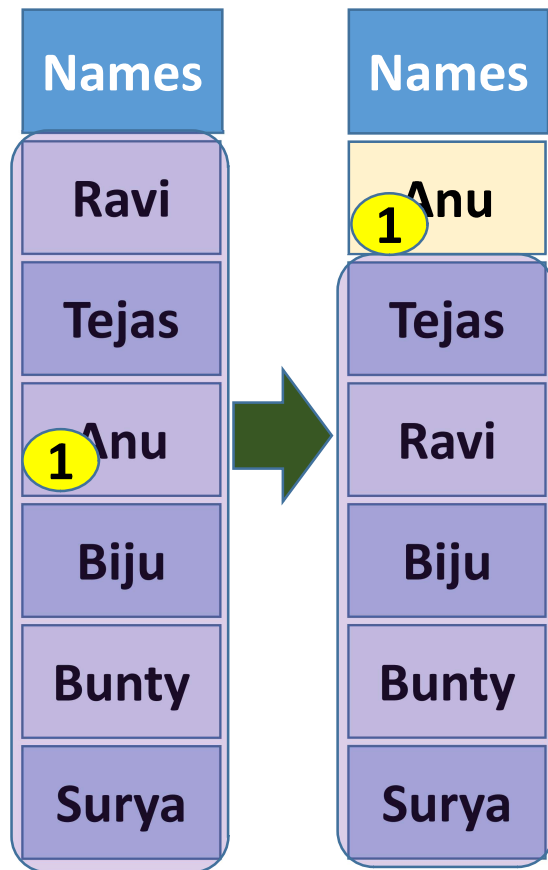 Names
Ravi
Tejas
1 Anu
Biju
Bunty
Surya
Names
1 Anu
Tejas
Ravi
Biju
Bunty
Surya